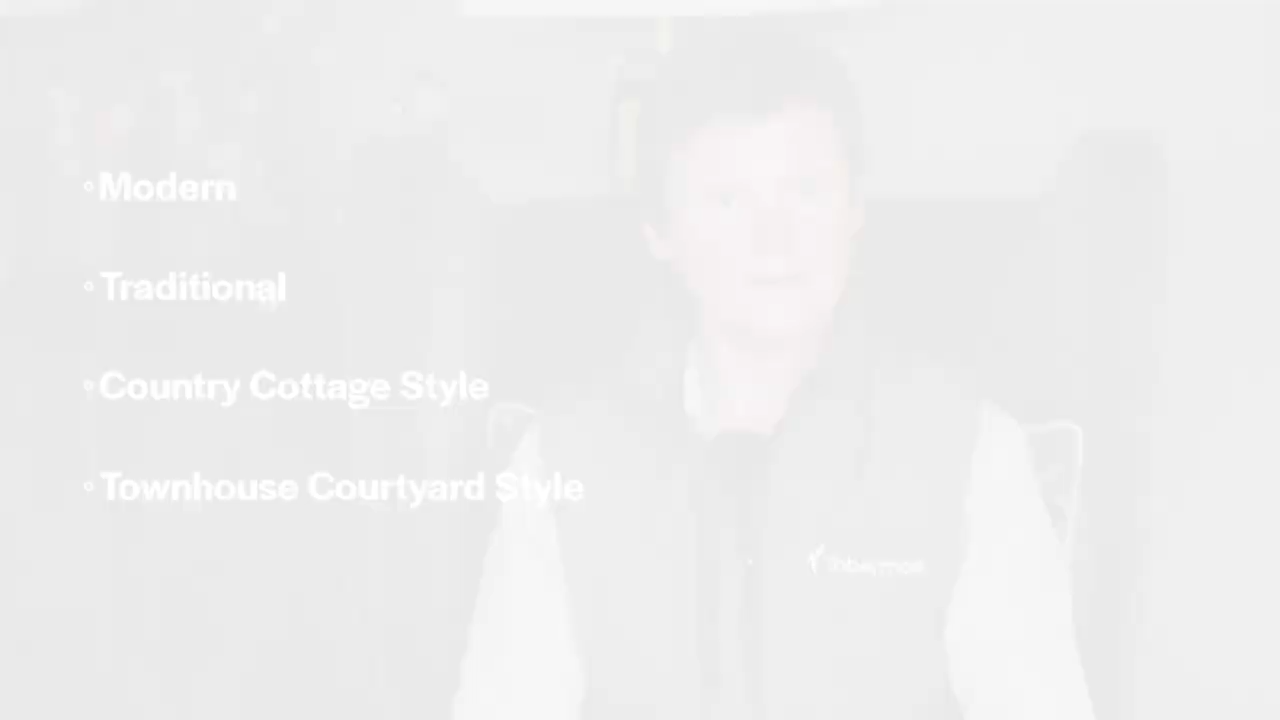 ◦ Modern
◦ Traditional
◦ Country Cottage Style
◦ Townhouse Courtyard Style